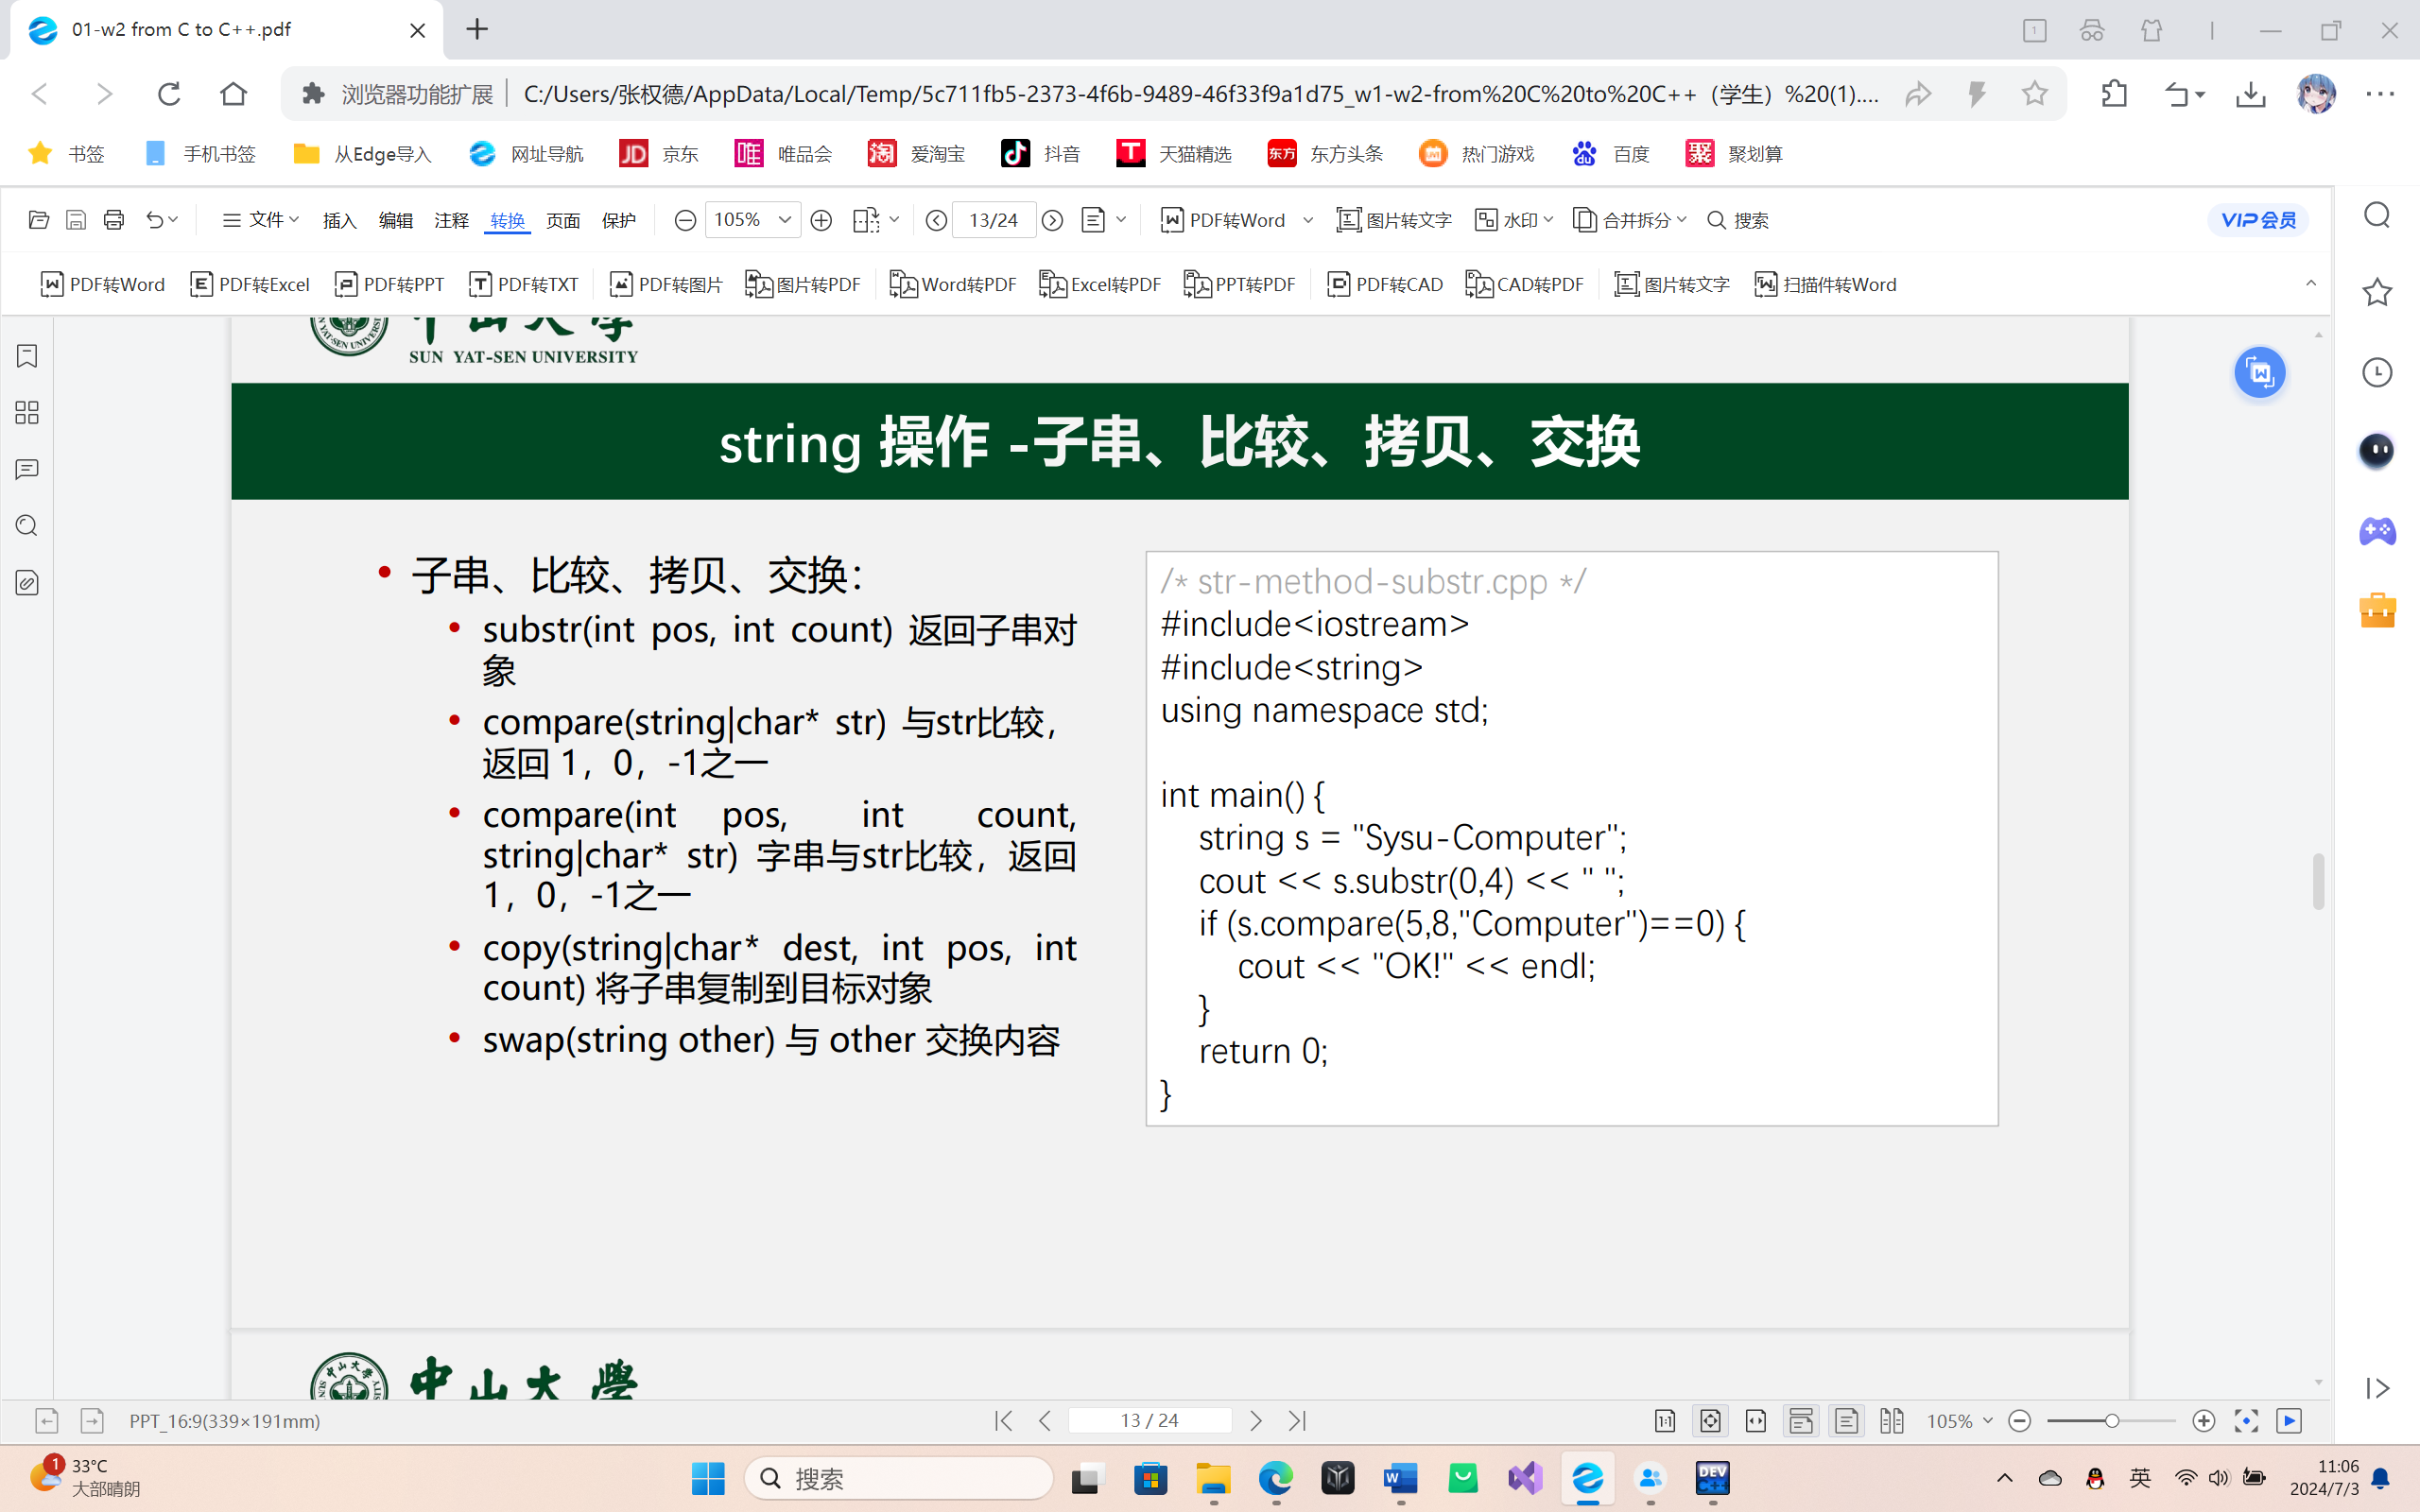 01-w2 from C to C++.pdf
浏览器功能扩展 C:/Users/张权德/AppData/Local/Temp/5c711fb5-2373-4f6b-9489-46f33f9a1d75_w1-w2-from%20C%20to%20C++（学生）%20(1)....
书签 手机书签 从Edge导入 网址导航 JD 京东 唯 唯品会 淘 爱淘宝 抖音 T 天猫精选 东方 东方头条 热门游戏 du 百度 聚 聚划算
文件 插入 编辑 注释 转换 页面 保护 105% 13/24 PDF转Word 图片转文字 水印 合并拆分 搜索 VIP会员
PDF转Word PDF转Excel PDF转PPT PDF转TXT PDF转图片 图片转PDF Word转PDF Excel转PDF PPT转PDF PDF转CAD CAD转PDF 图片转文字 扫描件转Word
中山大學
SUN YAT-SEN UNIVERSITY
string 操作 -子串、比较、拷贝、交换
• 子串、比较、拷贝、交换：
• substr(int pos, int count) 返回子串对
象
• compare(string|char* str) 与str比较，
返回 1，0，-1之一
• compare(int pos, int count,
string|char* str) 字串与str比较，返回
1，0，-1之一
• copy(string|char* dest, int pos, int
count) 将子串复制到目标对象
• swap(string other) 与 other 交换内容
/* str-method-substr.cpp */
#include<iostream>
#include<string>
using namespace std;
int main() {
string s = "Sysu-Computer";
cout << s.substr(0,4) << " ";
if (s.compare(5,8,"Computer")==0) {
cout << "OK!" << endl;
}
return 0;
}
中山大學
PPT_16:9(339×191mm) 13 / 24 1:1 105%
1 33°C
大部晴朗
搜索
DEV C++
英
11:06
2024/7/3